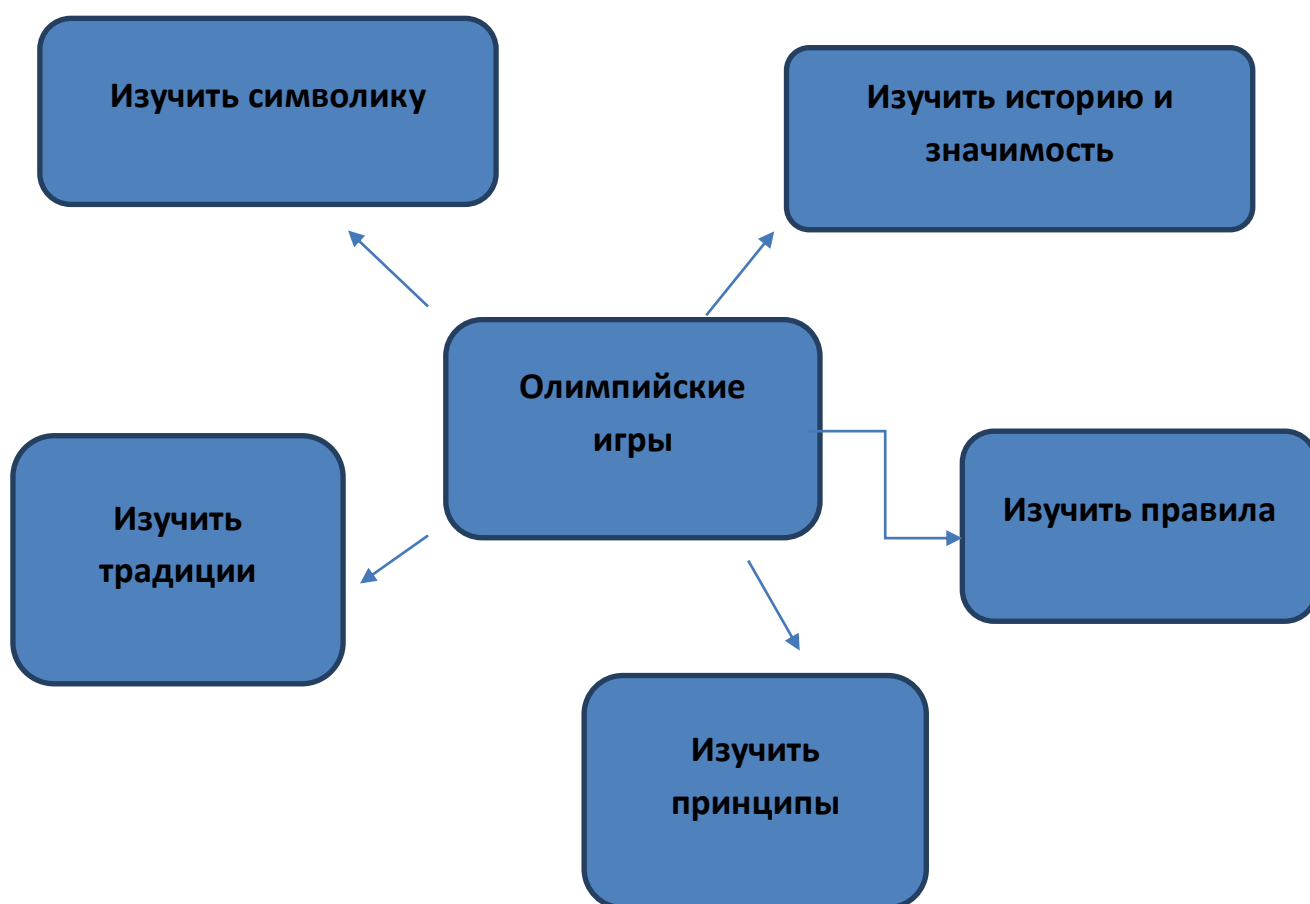 Изучить символику
Изучить историю и
значимость
Олимпийские
игры
Изучить
традиции
Изучить правила
Изучить
принципы